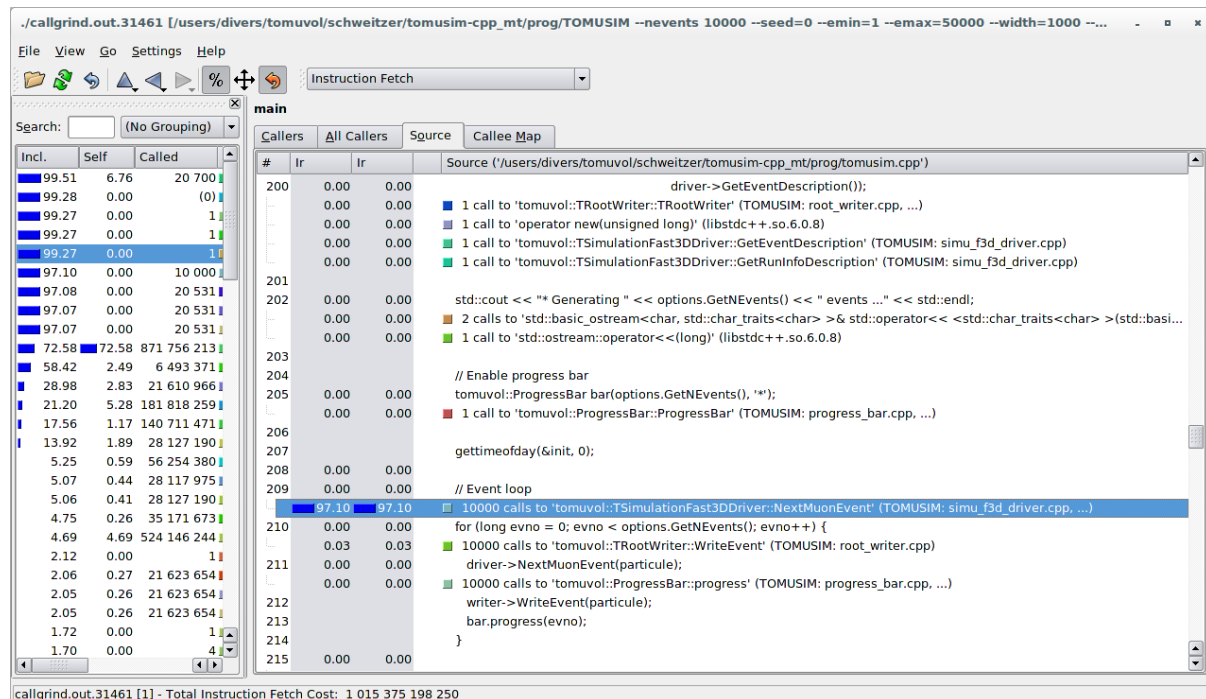 ./callgrind.out.31461 [/users/divers/tomuvol/schweitzer/tomusim-cpp_mt/prog/TOMUSIM --nevents 10000 --seed=0 --emin=1 --emax=50000 --width=1000 --...
File View Go Settings Help
% Instruction Fetch
Search: (No Grouping)
Incl. Self Called
99.51 6.76 20 700
99.28 0.00 (0)
99.27 0.00 1
99.27 0.00 1
99.27 0.00 1
97.10 0.00 10 000
97.08 0.00 20 531
97.07 0.00 20 531
97.07 0.00 20 531
72.58 72.58 871 756 213
58.42 2.49 6 493 371
28.98 2.83 21 610 966
21.20 5.28 181 818 259
17.56 1.17 140 711 471
13.92 1.89 28 127 190
5.25 0.59 56 254 380
5.07 0.44 28 117 975
5.06 0.41 28 127 190
4.75 0.26 35 171 673
4.69 4.69 524 146 244
2.12 0.00 1
2.06 0.27 21 623 654
2.05 0.26 21 623 654
2.05 0.26 21 623 654
1.72 0.00 1
1.70 0.00 4
main
Callers All Callers Source Callee Map
# Ir Ir Source ('/users/divers/tomuvol/schweitzer/tomusim-cpp_mt/prog/tomusim.cpp')
200 0.00 0.00 driver->GetEventDescription());
0.00 0.00 1 call to 'tomuvol::TRootWriter::TRootWriter' (TOMUSIM: root_writer.cpp, ...)
0.00 0.00 1 call to 'operator new(unsigned long)' (libstdc++.so.6.0.8)
0.00 0.00 1 call to 'tomuvol::TSimulationFast3DDriver::GetEventDescription' (TOMUSIM: simu_f3d_driver.cpp)
0.00 0.00 1 call to 'tomuvol::TSimulationFast3DDriver::GetRunInfoDescription' (TOMUSIM: simu_f3d_driver.cpp)
201
202 0.00 0.00 std::cout << "* Generating " << options.GetNEvents() << " events ..." << std::endl;
0.00 0.00 2 calls to 'std::basic_ostream<char, std::char_traits<char> >& std::operator<< <std::char_traits<char> >(std::basi...
0.00 0.00 1 call to 'std::ostream::operator<<(long)' (libstdc++.so.6.0.8)
203
204 // Enable progress bar
205 0.00 0.00 tomuvol::ProgressBar bar(options.GetNEvents(), '*');
0.00 0.00 1 call to 'tomuvol::ProgressBar::ProgressBar' (TOMUSIM: progress_bar.cpp, ...)
206
207 gettimeofday(&init, 0);
208 0.00 0.00
209 0.00 0.00 // Event loop
97.10 97.10 10000 calls to 'tomuvol::TSimulationFast3DDriver::NextMuonEvent' (TOMUSIM: simu_f3d_driver.cpp, ...)
210 0.00 0.00 for (long evno = 0; evno < options.GetNEvents(); evno++) {
0.03 0.03 10000 calls to 'tomuvol::TRootWriter::WriteEvent' (TOMUSIM: root_writer.cpp)
211 0.00 0.00 driver->NextMuonEvent(particule);
0.00 0.00 10000 calls to 'tomuvol::ProgressBar::progress' (TOMUSIM: progress_bar.cpp, ...)
212 writer->WriteEvent(particule);
213 bar.progress(evno);
214 }
215 0.00 0.00
callgrind.out.31461 [1] - Total Instruction Fetch Cost: 1 015 375 198 250